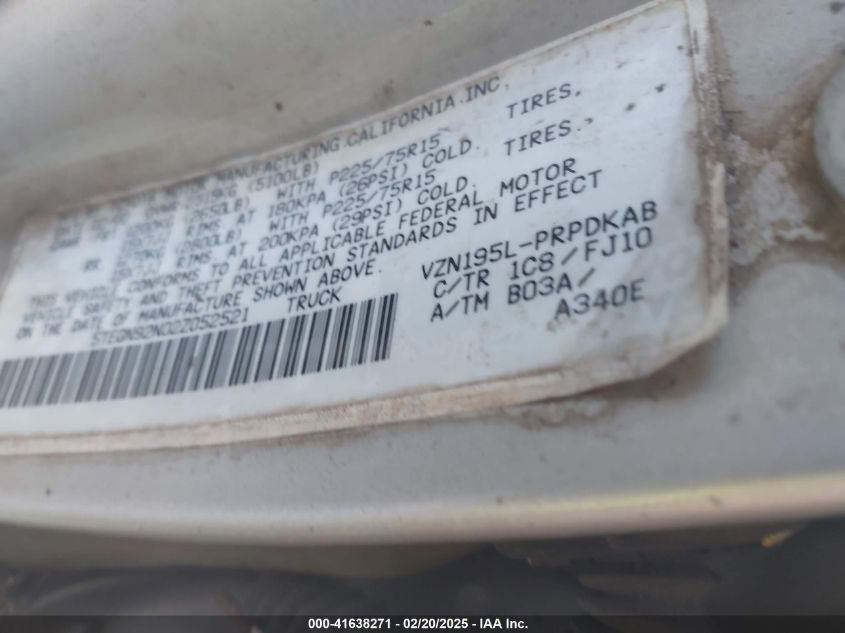 MANUFACTURING CALIFORNIA.INC.
(5100LB)
WITH P225/75R15 TIRES,
RIMS, AT 180KPA (26PSI) COLD.
WITH P225/75R15 TIRES.
RIMS, AT 200KPA (29PSI) COLD.
THIS VEHICLE CONFORMS TO ALL APPLICABLE FEDERAL MOTOR
VEHICLE SAFETY AND THEFT PREVENTION STANDARDS IN EFFECT
ON THE DATE OF MANUFACTURE SHOWN ABOVE.
TRUCK
VZN195L-PRPDKAB
C/TR 1C8/FJ10
A/TM B03A/
A340E
000-41638271 - 02/20/2025 - IAA Inc.